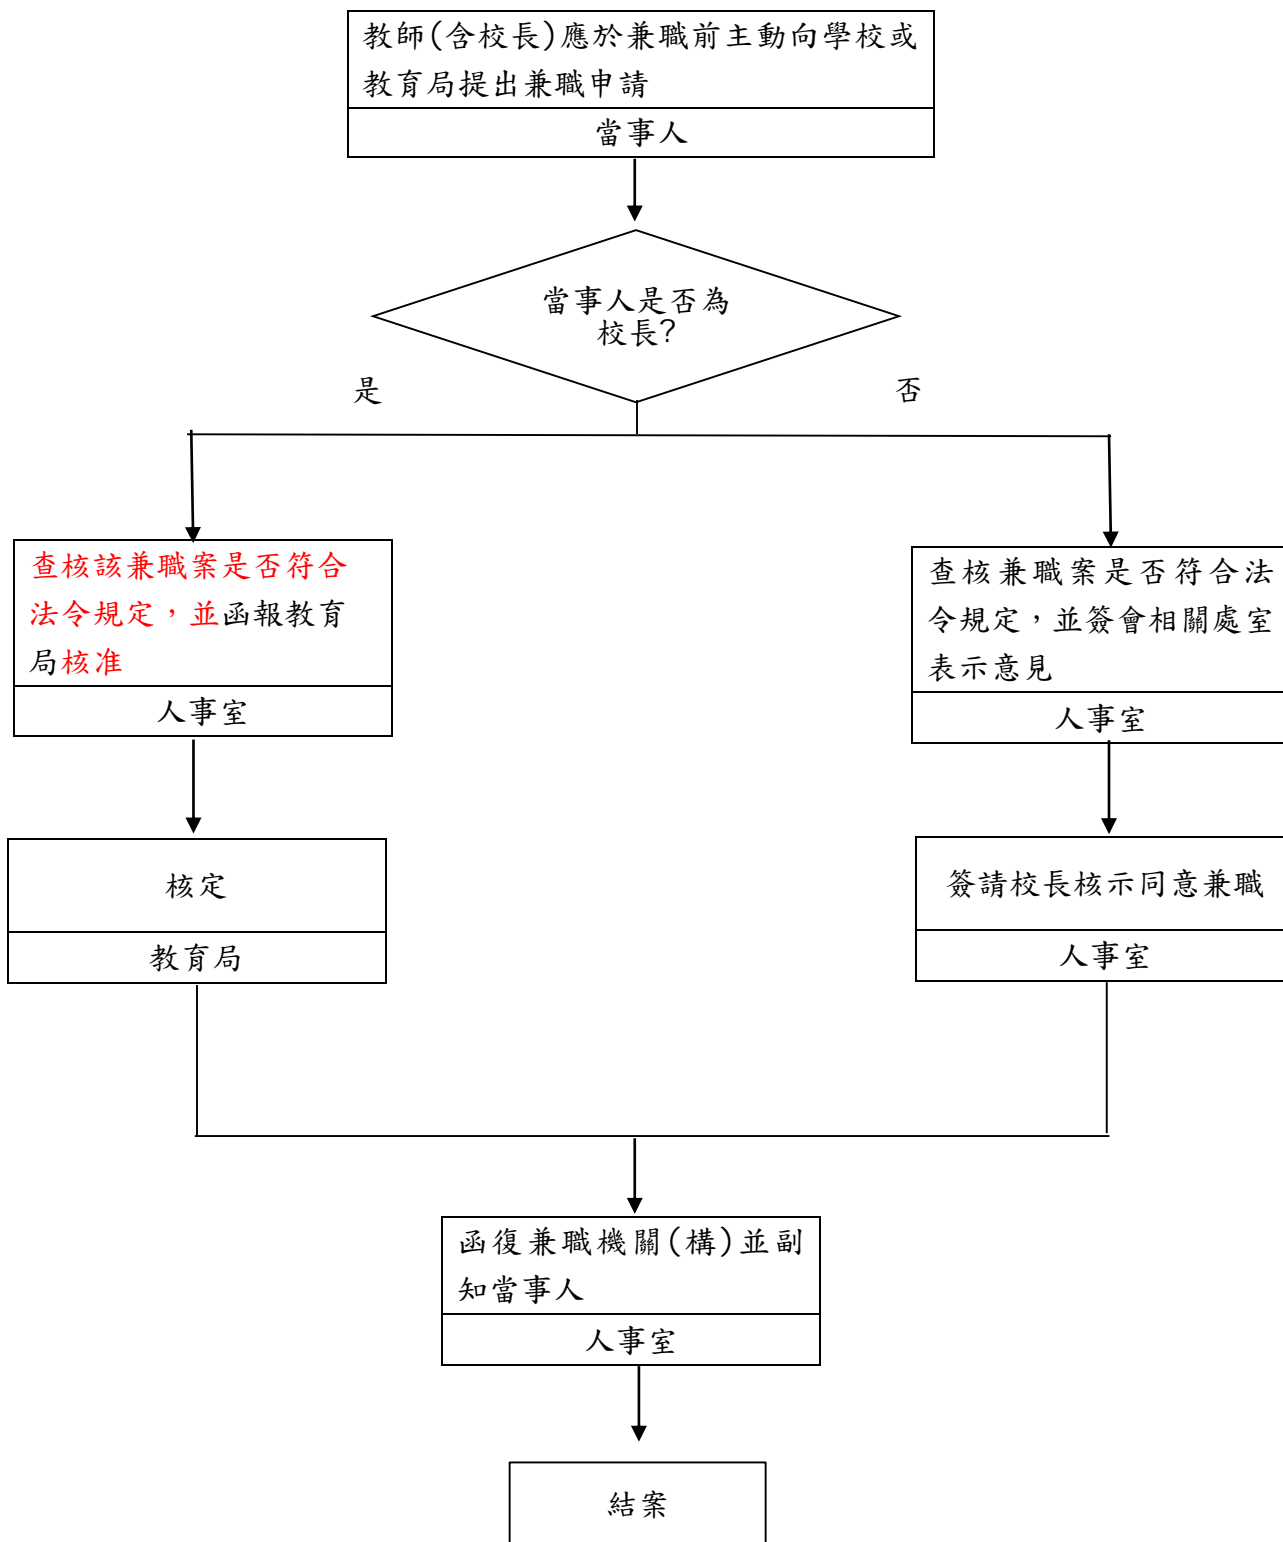 教師(含校長)應於兼職前主動向學校或
教育局提出兼職申請
當事人
當事人是否為
校長?
是
否
查核該兼職案是否符合
法令規定，並函報教育
局核准
人事室
查核兼職案是否符合法
令規定，並簽會相關處室
表示意見
人事室
核定
教育局
簽請校長核示同意兼職
人事室
函復兼職機關(構)並副
知當事人
人事室
結案